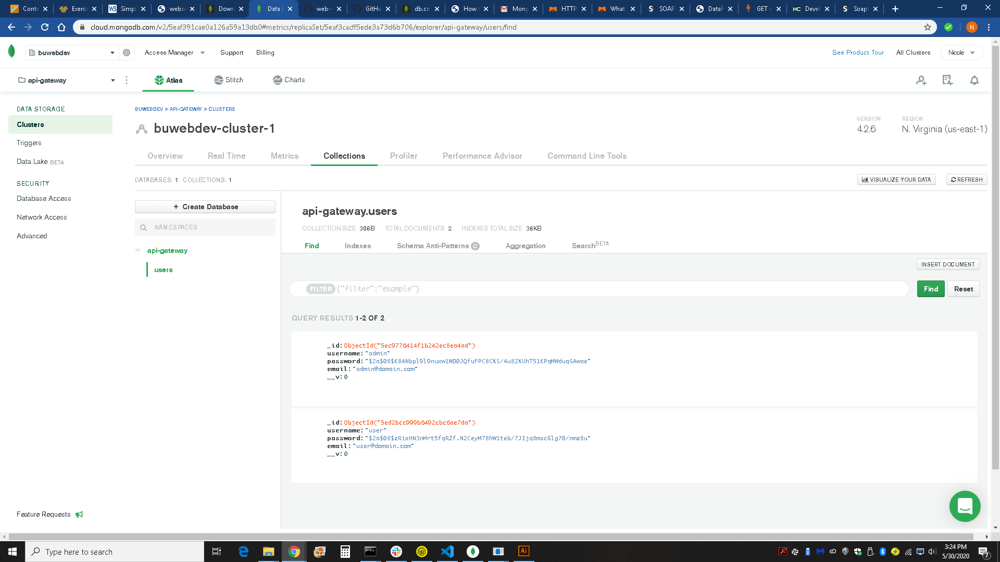 Conte
Exerci
Simpl
webse
Down
Data
web-
GitHu
db.co
How
Mong
HTTP
What
SOAP
DataF
GET -
Devel
Soapl
cloud.mongodb.com/v2/5eaf391cae0a126a59a13db0#metrics/replicaSet/5eaf3cacff5ede3a73d6b706/explorer/api-gateway/users/find
N
buwebdev
Access Manager
Support
Billing
See Product Tour
All Clusters
Nicole
api-gateway
Atlas
Stitch
Charts
DATA STORAGE
Clusters
Triggers
Data Lake BETA
SECURITY
Database Access
Network Access
Advanced
Feature Requests
BUWEBDEV > API-GATEWAY > CLUSTERS
buwebdev-cluster-1
VERSION
4.2.6
REGION
N. Virginia (us-east-1)
Overview
Real Time
Metrics
Collections
Profiler
Performance Advisor
Command Line Tools
DATABASES: 1 COLLECTIONS: 1
VISUALIZE YOUR DATA
REFRESH
+ Create Database
NAMESPACES
api-gateway
users
api-gateway.users
COLLECTION SIZE: 306B TOTAL DOCUMENTS: 2 INDEXES TOTAL SIZE: 36KB
Find
Indexes
Schema Anti-Patterns 0
Aggregation
Search BETA
INSERT DOCUMENT
FILTER {"filter":"example"}
Find
Reset
QUERY RESULTS 1-2 OF 2
_id: ObjectId("5ec9776414f1b242ec8ea4ad")
username: "admin"
password: "$2a$08$K84Nbpl9l9nuxw1WD0JQfuFPC8CXS/4u82XUhT51KPqMWduqGAwae"
email: "admin@domain.com"
__v: 0
_id: ObjectId("5ed2bcc999b6492cbc6ae7da")
username: "user"
password: "$2a$08$zRixHN3nMrt5fqRZf.N2CeyM78hW1teb/7JIjq8mscRlg70/nmz8u"
email: "user@domain.com"
__v: 0
Type here to search
Ai
3:24 PM
5/30/2020
7